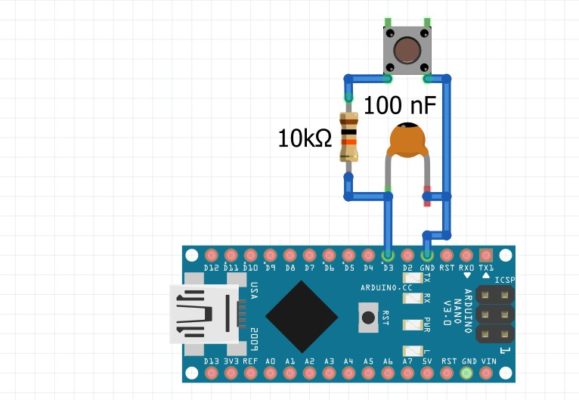 100 nF
10kΩ
D12 D11 D10 D9 D8 D7 D6 D5 D4 D3 D2 GND RST RX0 TX1
ICSP
TX
RX
PWR
L
ARDUINO.CC
RST
ARDUINO
NANO
V3.0
USA
2009
1
D13 3V3 REF A0 A1 A2 A3 A4 A5 A6 A7 5V RST GND VIN